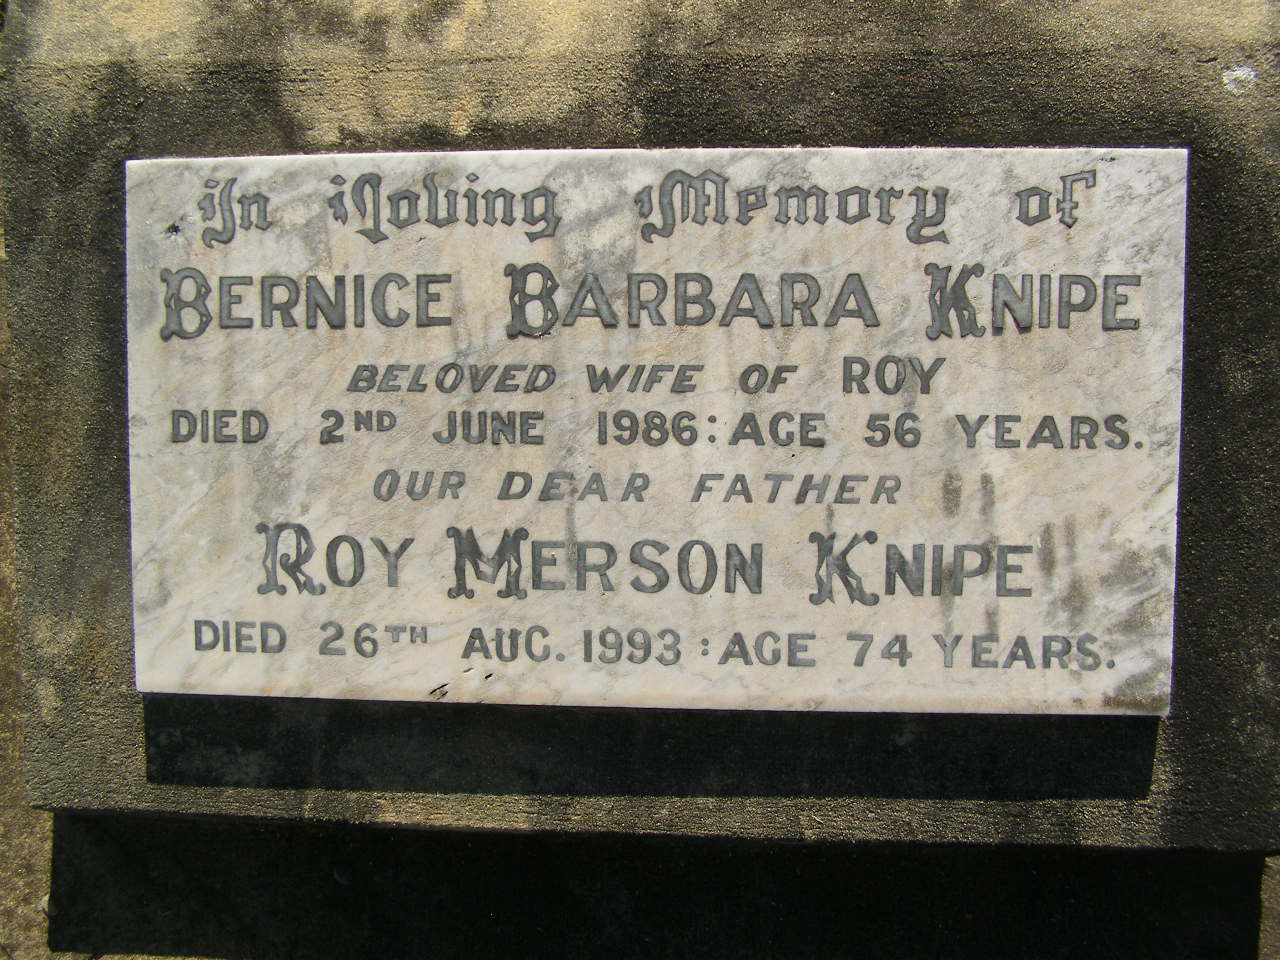 In Loving Memory of
BERNICE BARBARA KNIPE
BELOVED WIFE OF ROY
DIED 2ND JUNE 1986: AGE 56 YEARS.
OUR DEAR FATHER
ROY MERSON KNIPE
DIED 26TH AUG. 1993: AGE 74 YEARS.